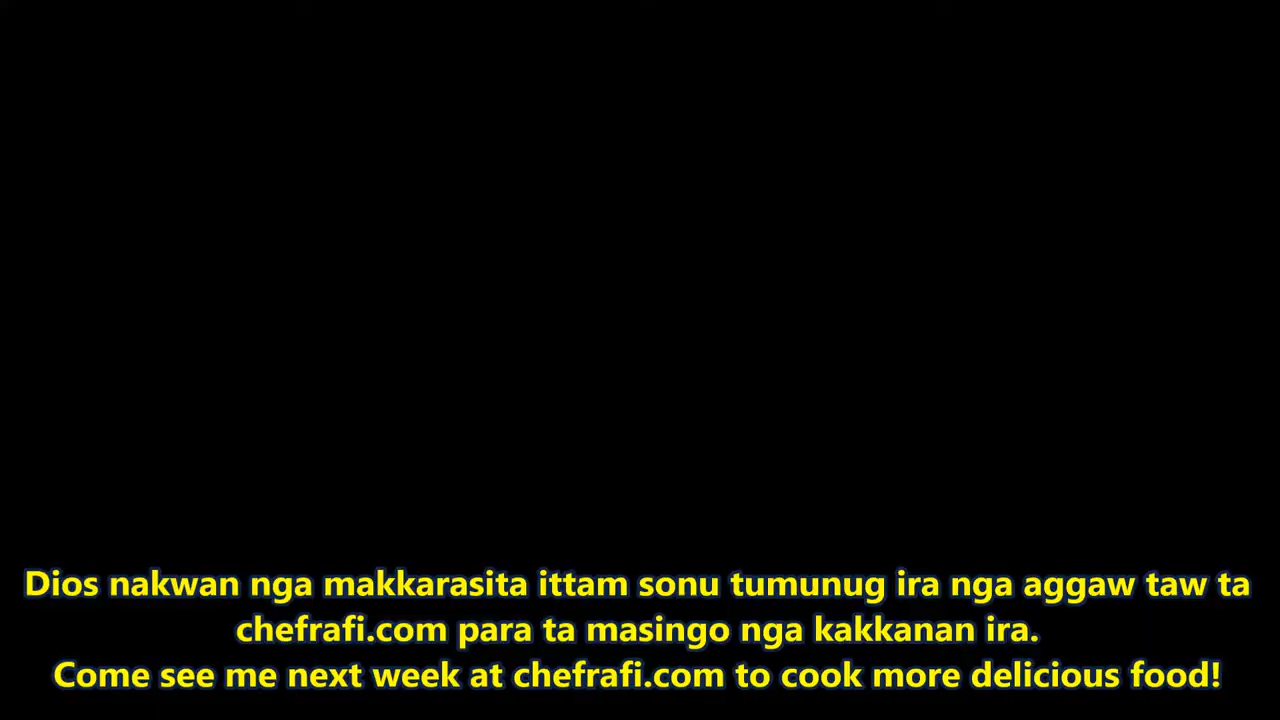 Dios nakwan nga makkarasita ittam sonu tumunug ira nga aggaw taw ta
chefrafi.com para ta masingo nga kakkanan ira.
Come see me next week at chefrafi.com to cook more delicious food!